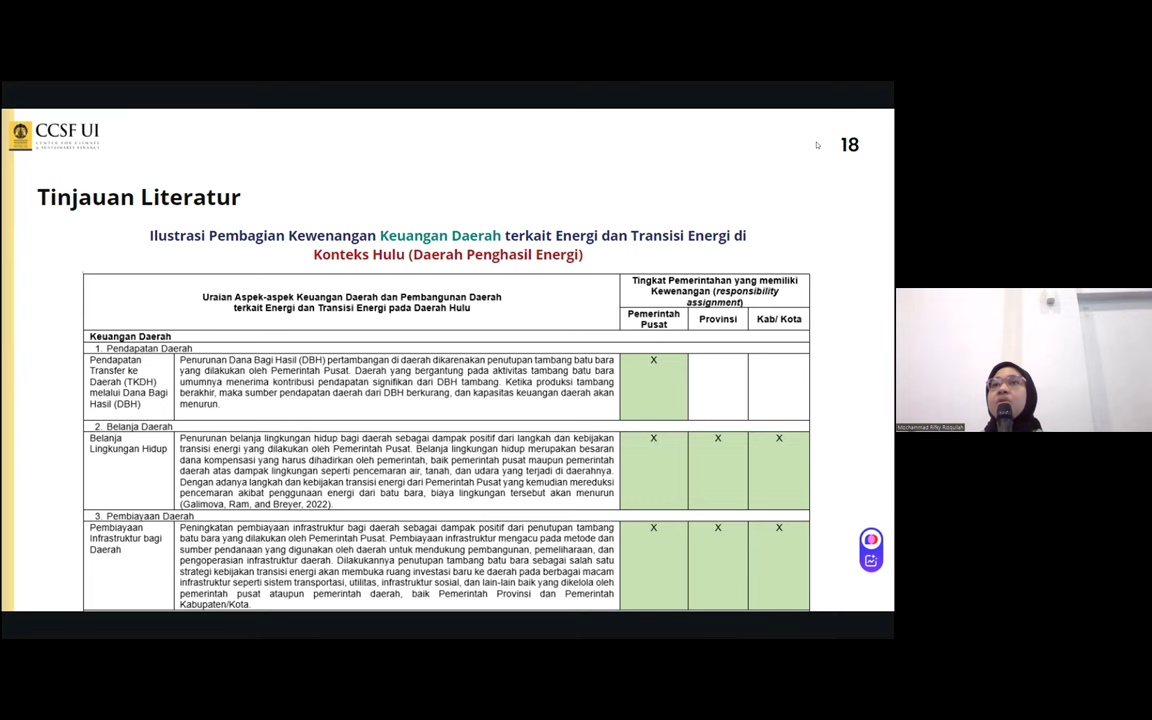 CCSF UI
CENTER FOR CLIMATE
& SUSTAINABLE FINANCE
18
Tinjauan Literatur
Ilustrasi Pembagian Kewenangan Keuangan Daerah terkait Energi dan Transisi Energi di
Konteks Hulu (Daerah Penghasil Energi)
Uraian Aspek-aspek Keuangan Daerah dan Pembangunan Daerah
terkait Energi dan Transisi Energi pada Daerah Hulu
Tingkat Pemerintahan yang memiliki
Kewenangan (responsibility
assignment)
Pemerintah
Pusat
Provinsi
Kab/ Kota
Keuangan Daerah
1. Pendapatan Daerah
Pendapatan
Transfer ke
Daerah (TKDH)
melalui Dana Bagi
Hasil (DBH)
Penurunan Dana Bagi Hasil (DBH) pertambangan di daerah dikarenakan penutupan tambang batu bara
yang dilakukan oleh Pemerintah Pusat. Daerah yang bergantung pada aktivitas tambang batu bara
umumnya menerima kontribusi pendapatan signifikan dari DBH tambang. Ketika produksi tambang
berakhir, maka sumber pendapatan daerah dari DBH berkurang, dan kapasitas keuangan daerah akan
menurun.
X
2. Belanja Daerah
Belanja
Lingkungan Hidup
Penurunan belanja lingkungan hidup bagi daerah sebagai dampak positif dari langkah dan kebijakan
transisi energi yang dilakukan oleh Pemerintah Pusat. Belanja lingkungan hidup merupakan besaran
dana kompensasi yang harus dihadirkan oleh pemerintah, baik pemerintah pusat maupun pemerintah
daerah atas dampak lingkungan seperti pencemaran air, tanah, dan udara yang terjadi di daerahnya.
Dengan adanya langkah dan kebijakan transisi energi dari Pemerintah Pusat yang kemudian mereduksi
pencemaran akibat penggunaan energi dari batu bara, biaya lingkungan tersebut akan menurun
(Galimova, Ram, and Breyer, 2022).
X X X
3. Pembiayaan Daerah
Pembiayaan
Infrastruktur bagi
Daerah
Peningkatan pembiayaan infrastruktur bagi daerah sebagai dampak positif dari penutupan tambang
batu bara yang dilakukan oleh Pemerintah Pusat. Pembiayaan infrastruktur mengacu pada metode dan
sumber pendanaan yang digunakan oleh daerah untuk mendukung pembangunan, pemeliharaan, dan
pengoperasian infrastruktur daerah. Dilakukannya penutupan tambang batu bara sebagai salah satu
strategi kebijakan transisi energi akan membuka ruang investasi baru ke daerah pada berbagai macam
infrastruktur seperti sistem transportasi, utilitas, infrastruktur sosial, dan lain-lain baik yang dikelola oleh
pemerintah pusat ataupun pemerintah daerah, baik Pemerintah Provinsi dan Pemerintah
Kabupaten/Kota.
X X X
Mochammad Rifky Rizqullah